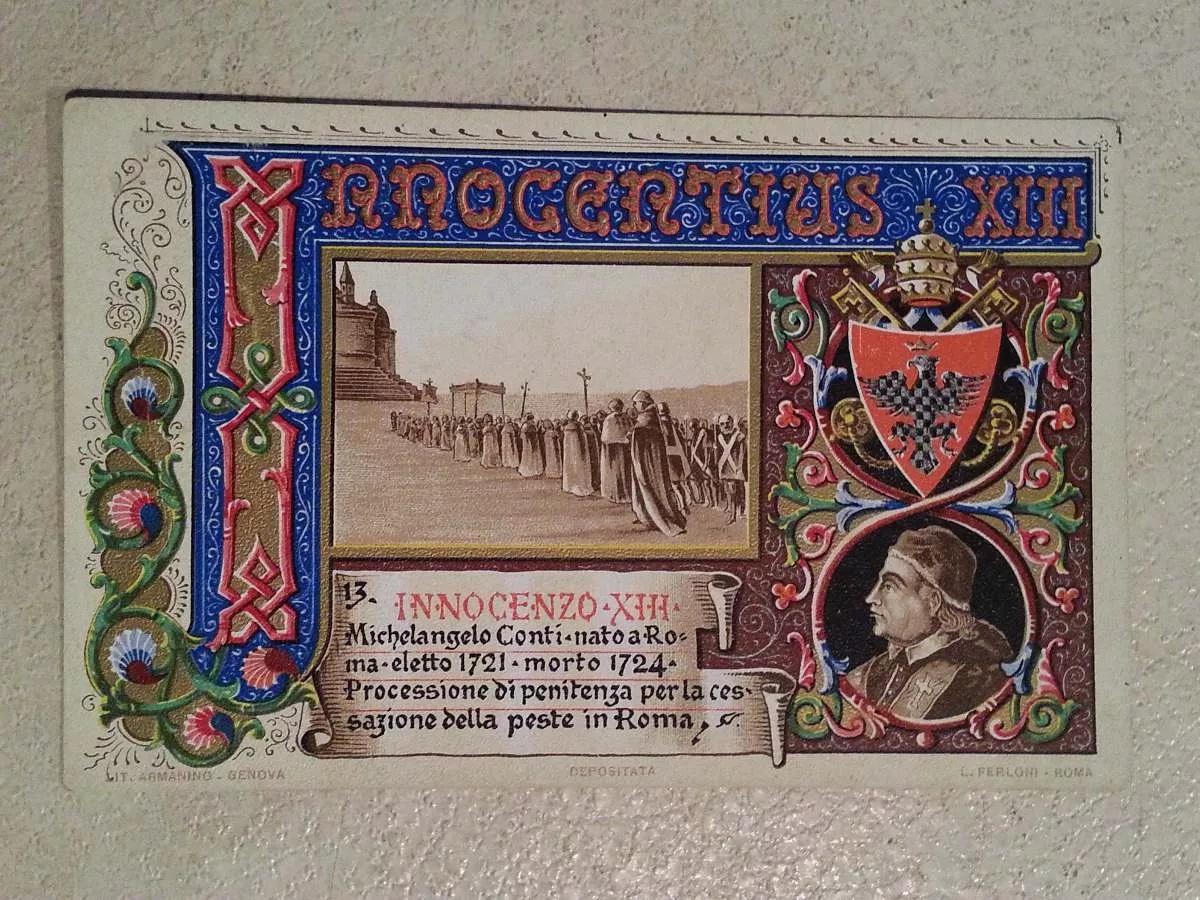 INNOCENTIUS XIII
13. INNOCENZO·XIII·
Michelangelo Conti·nato a Ro=
ma·eletto 1721·morto 1724·
Processione di penitenza per la ces=
sazione della peste in Roma,
LIT. ARMANINO - GENOVA
DEPOSITATA
L. FERLONI - ROMA